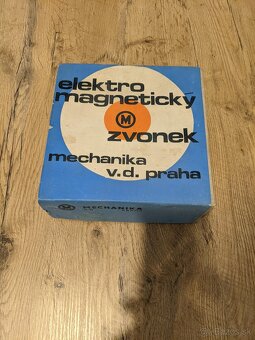 elektro
magnetický
M
zvonek
mechanika
v.d. praha
M MECHANIKA